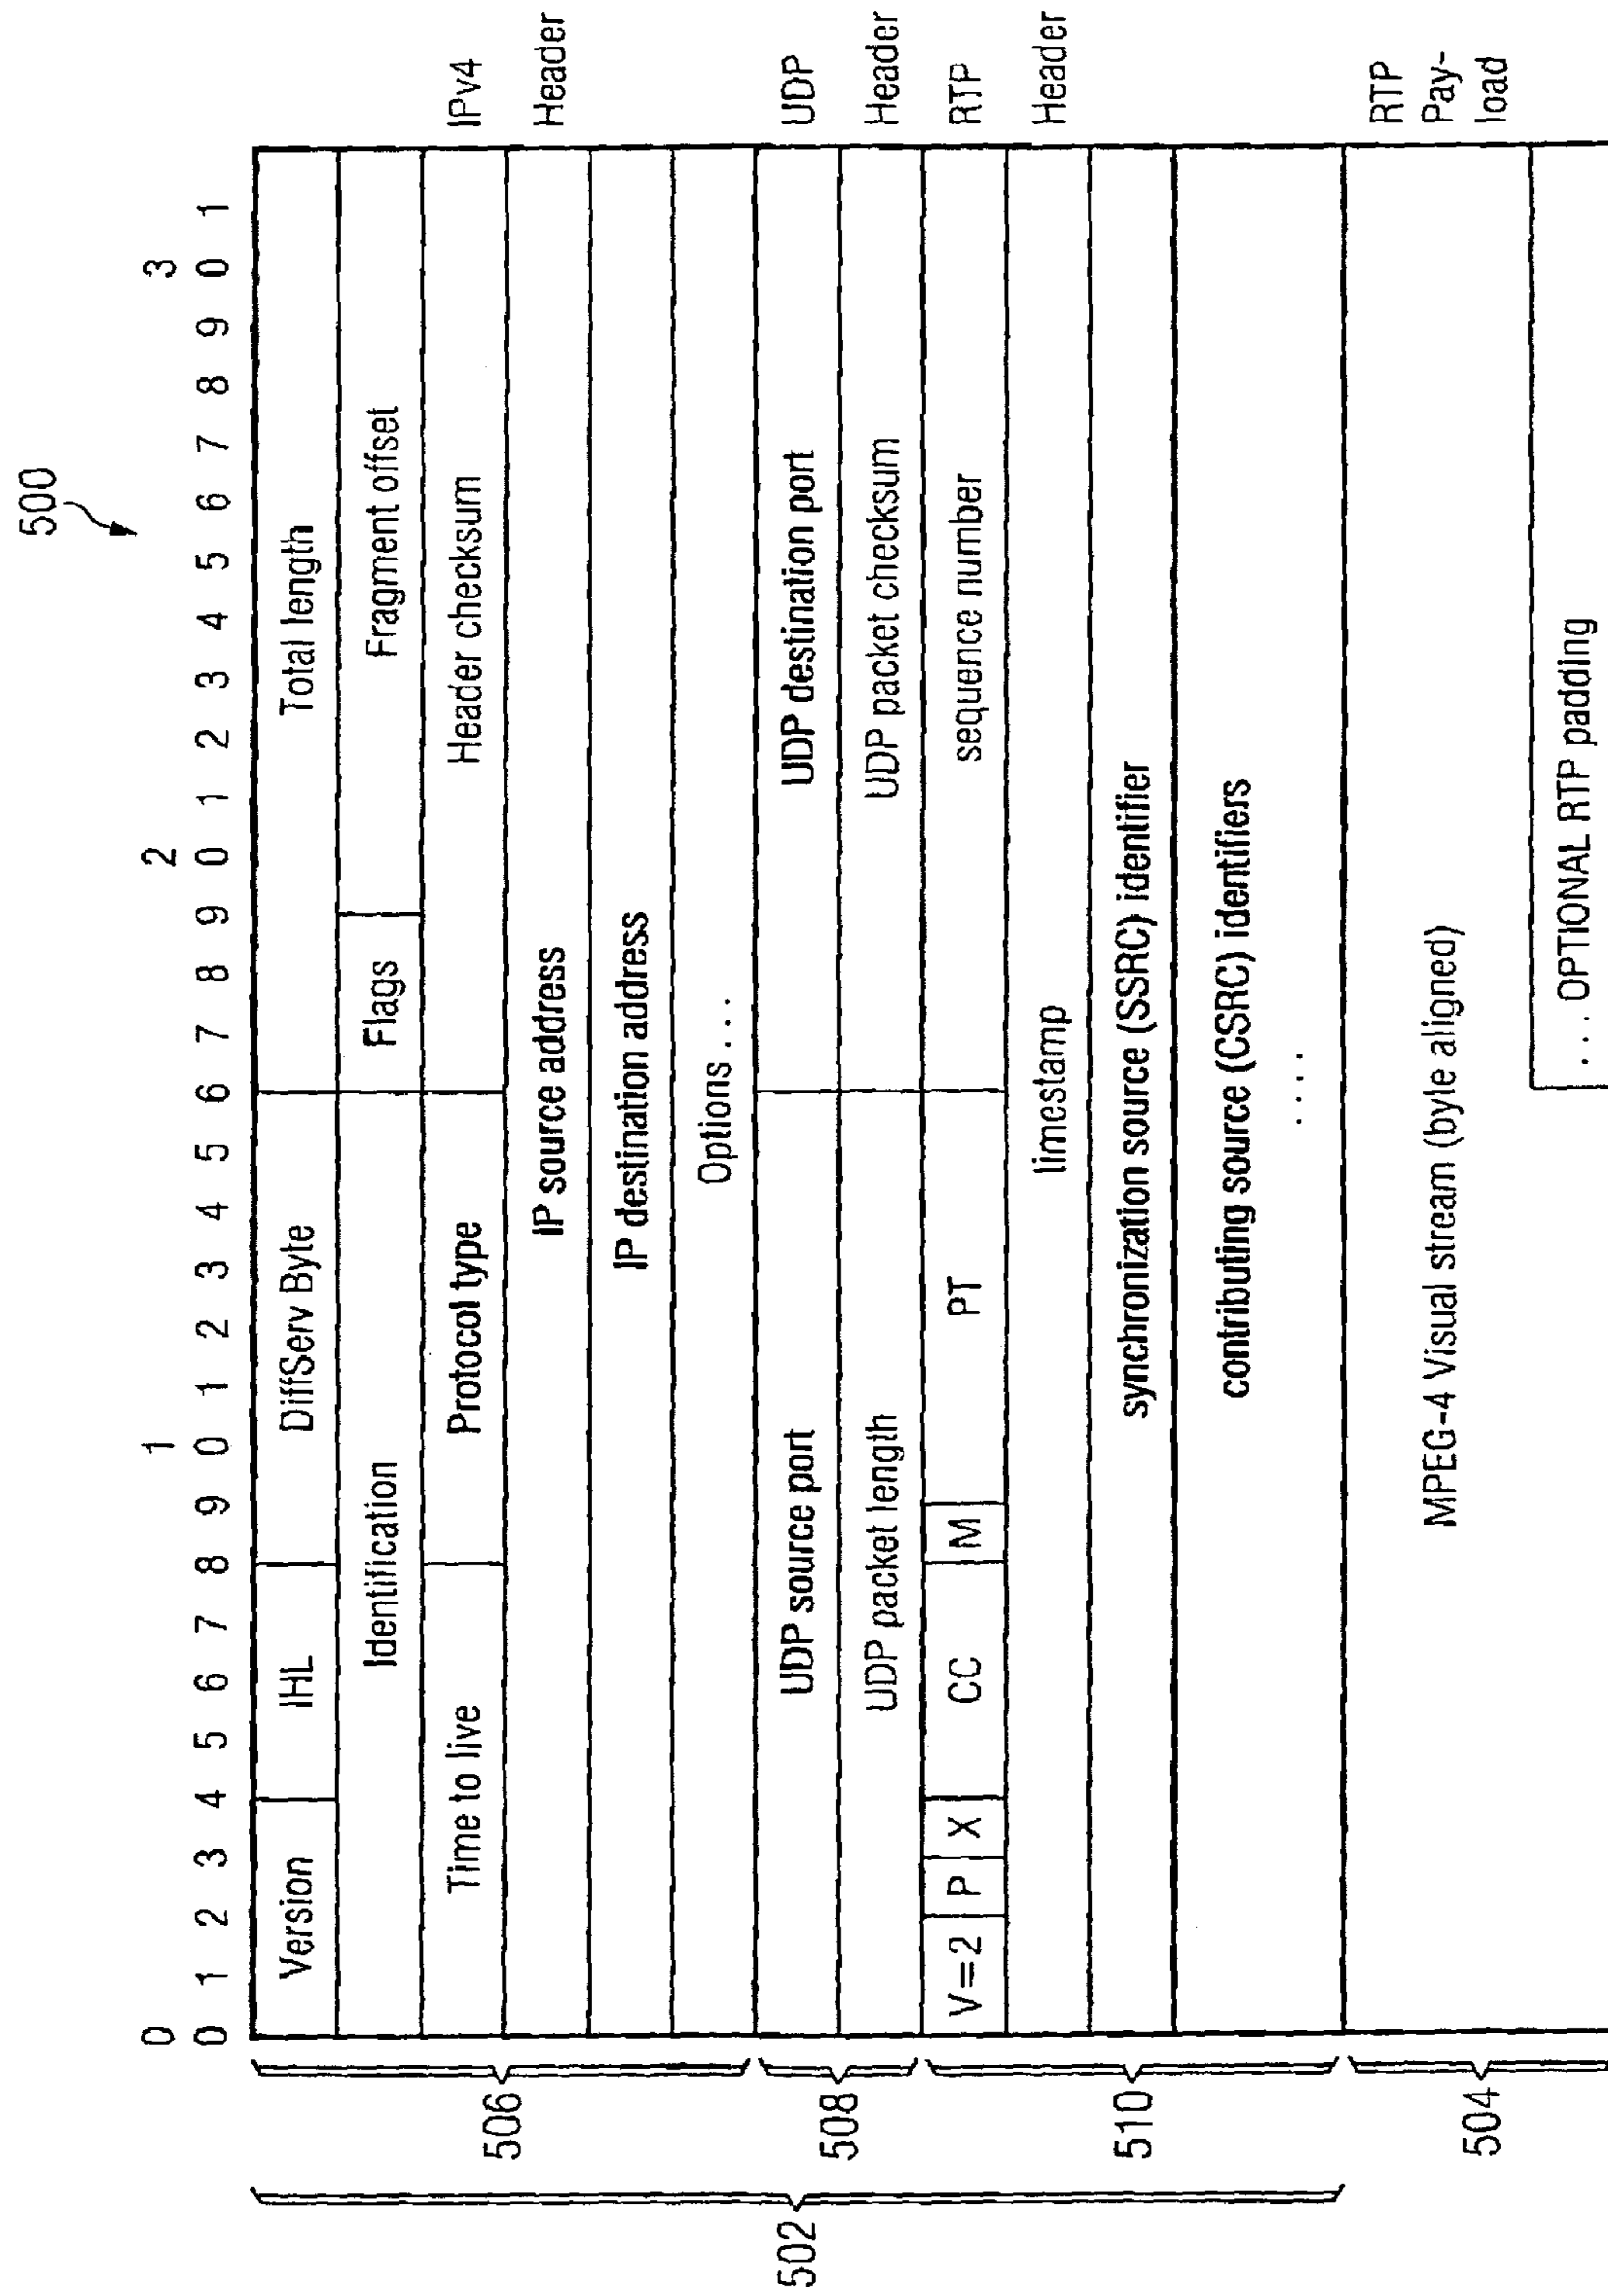 500
0 1 2 3
0 1 2 3 4 5 6 7 8 9 0 1 2 3 4 5 6 7 8 9 0 1 2 3 4 5 6 7 8 9 0 1
Version IHL DiffServ Byte Total length
Identification Flags Fragment offset
Time to live Protocol type Header checksum IPv4
IP source address Header
IP destination address
Options . . .
506
UDP source port UDP destination port UDP
UDP packet length UDP packet checksum Header
508
V=2 P X CC M PT sequence number RTP
timestamp Header
synchronization source (SSRC) identifier
contributing source (CSRC) identifiers
. . . .
510
502
MPEG-4 Visual stream (byte aligned)
RTP
Pay-
load
504
. . . OPTIONAL RTP padding